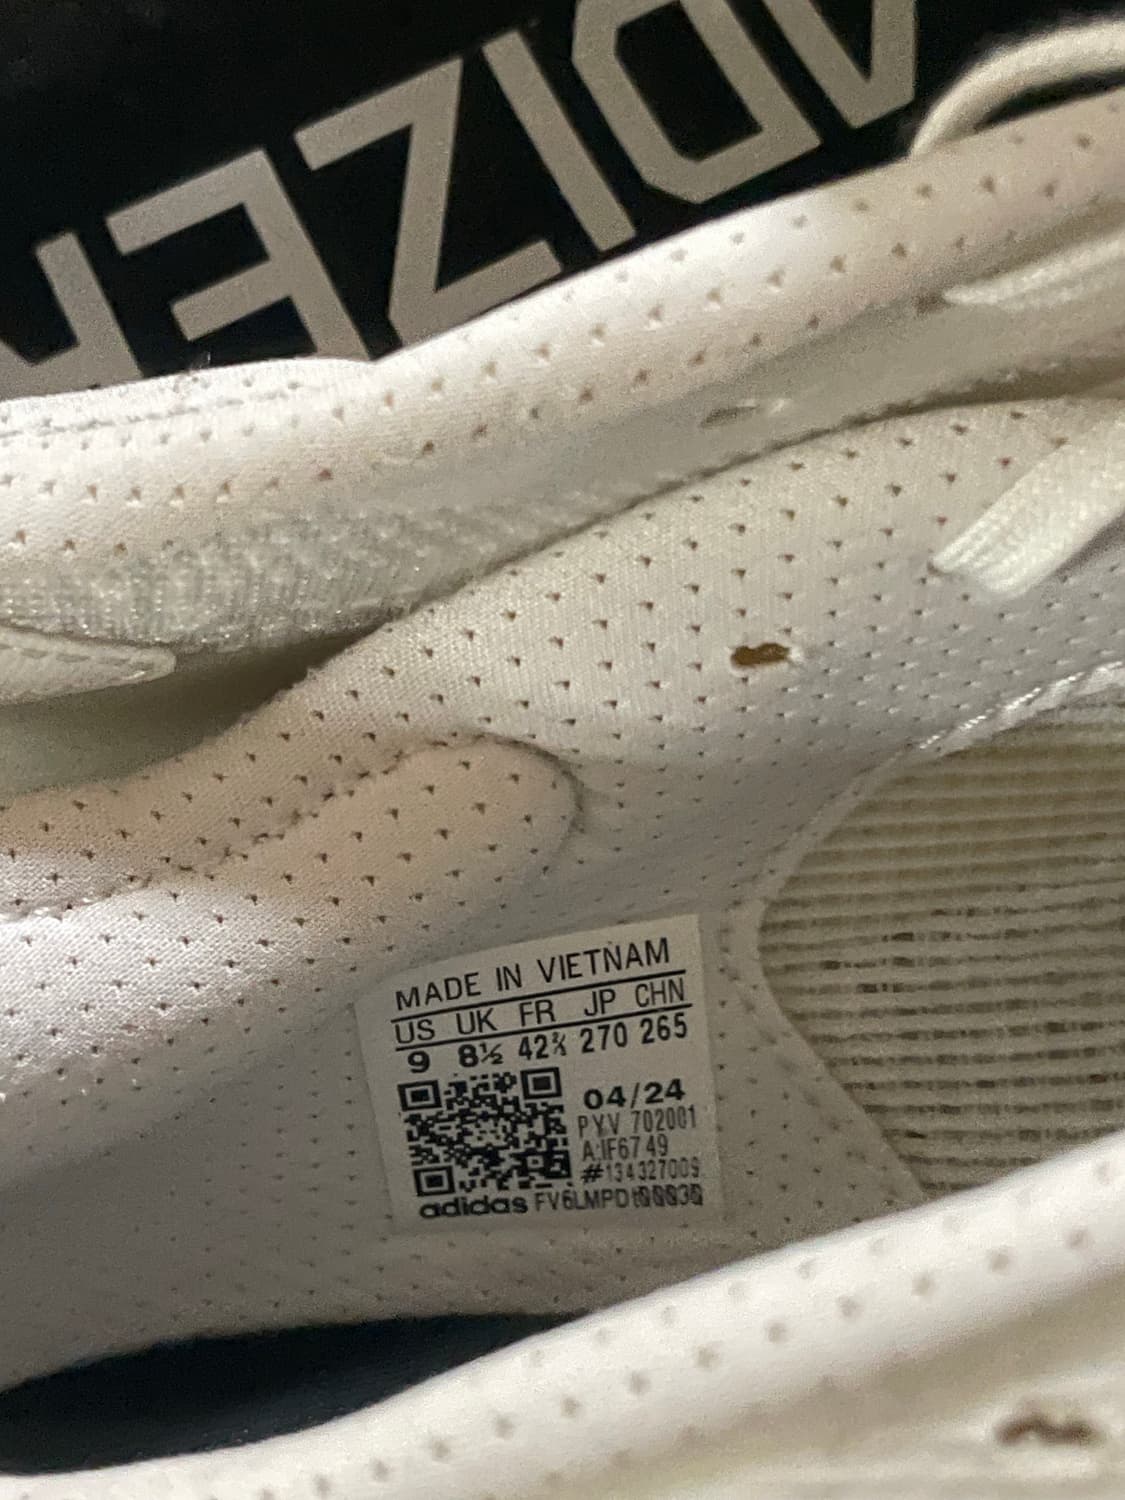 ADIZER
MADE IN VIETNAM
US UK FR JP CHN
9 8½ 42⅔ 270 265
04/24
PYV 702001
A:IF6749
#134327009
adidas